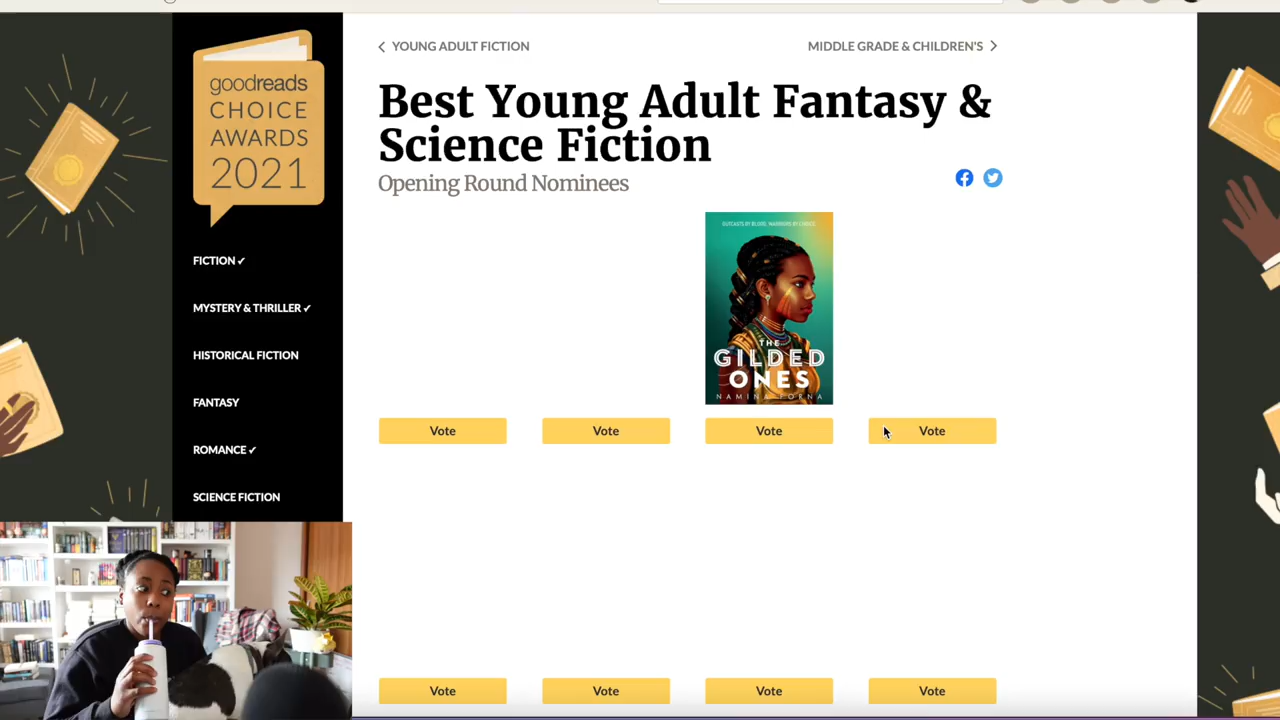 YOUNG ADULT FICTION
MIDDLE GRADE & CHILDREN'S
goodreads
CHOICE
AWARDS
2021
Best Young Adult Fantasy &
Science Fiction
Opening Round Nominees
FICTION ✓
MYSTERY & THRILLER ✓
HISTORICAL FICTION
FANTASY
ROMANCE ✓
SCIENCE FICTION
OUTCASTS BY BLOOD, WARRIORS BY CHOICE.
THE
GILDED
ONES
NAMINA FORNA
Vote
Vote
Vote
Vote
Vote
Vote
Vote
Vote